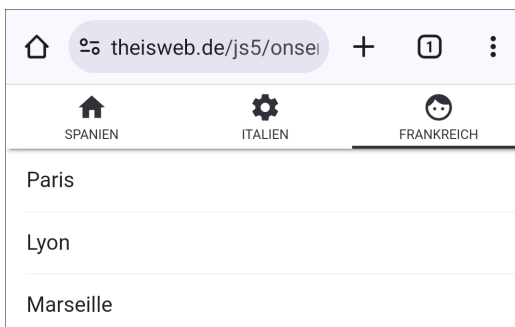 theisweb.de/js5/onse
1
SPANIEN ITALIEN FRANKREICH
Paris
Lyon
Marseille